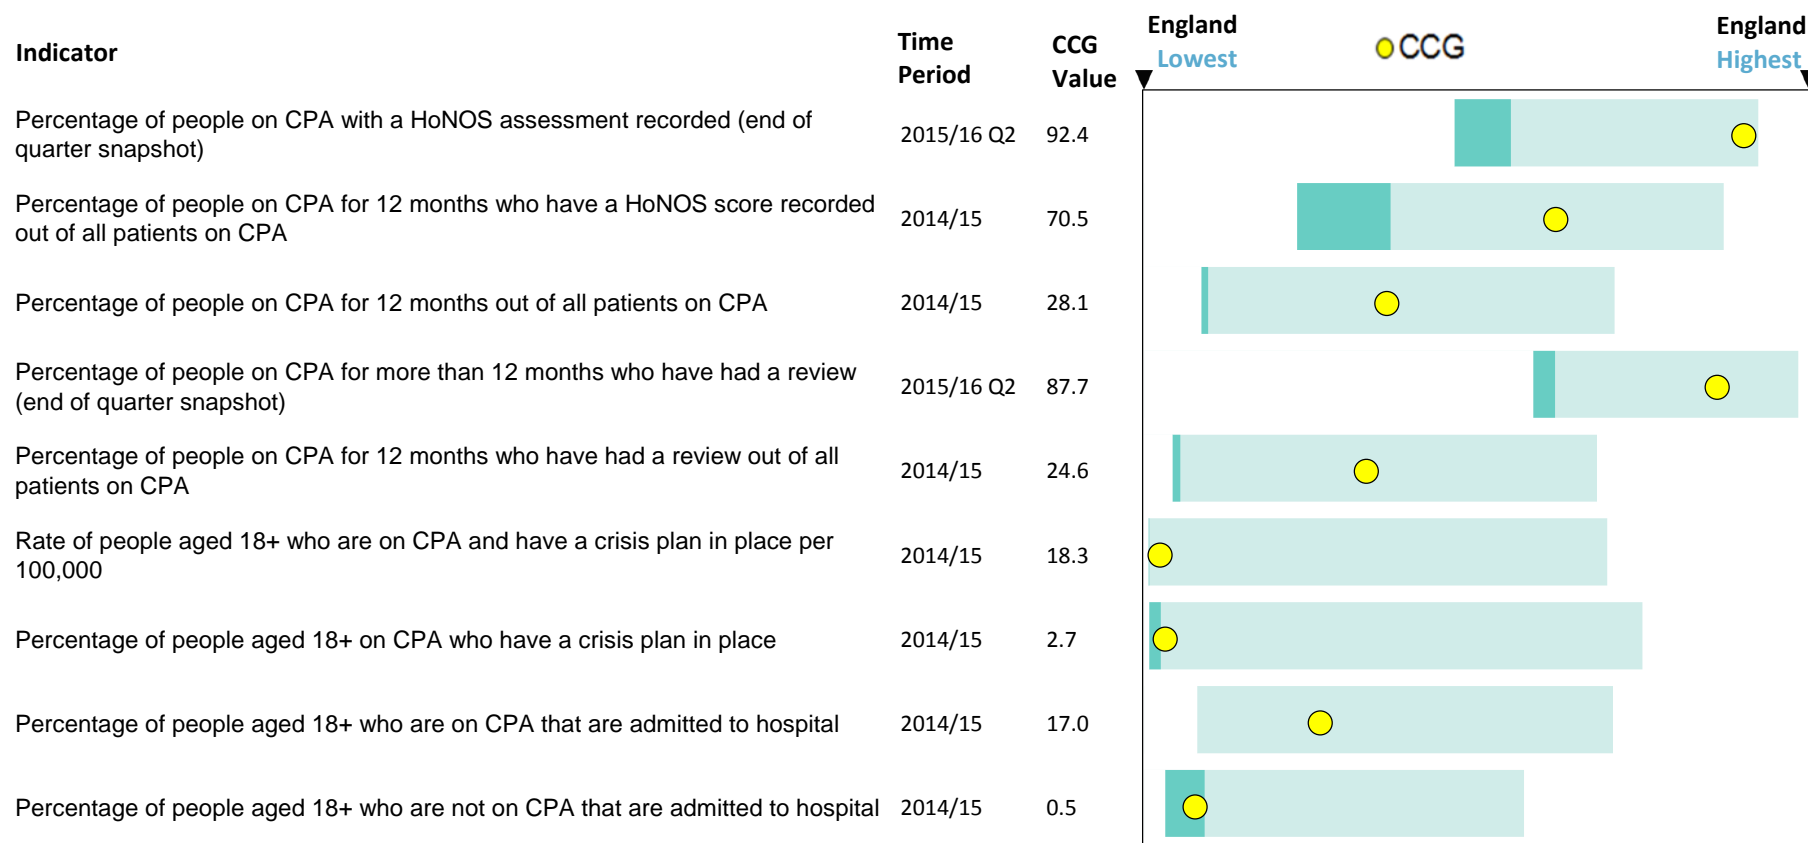 Indicator
Time
Period
CCG
Value
England
Lowest
CCG
England
Highest
Percentage of people on CPA with a HoNOS assessment recorded (end of
quarter snapshot)
2015/16 Q2
92.4
Percentage of people on CPA for 12 months who have a HoNOS score recorded
out of all patients on CPA
2014/15
70.5
Percentage of people on CPA for 12 months out of all patients on CPA
2014/15
28.1
Percentage of people on CPA for more than 12 months who have had a review
(end of quarter snapshot)
2015/16 Q2
87.7
Percentage of people on CPA for 12 months who have had a review out of all
patients on CPA
2014/15
24.6
Rate of people aged 18+ who are on CPA and have a crisis plan in place per
100,000
2014/15
18.3
Percentage of people aged 18+ on CPA who have a crisis plan in place
2014/15
2.7
Percentage of people aged 18+ who are on CPA that are admitted to hospital
2014/15
17.0
Percentage of people aged 18+ who are not on CPA that are admitted to hospital
2014/15
0.5